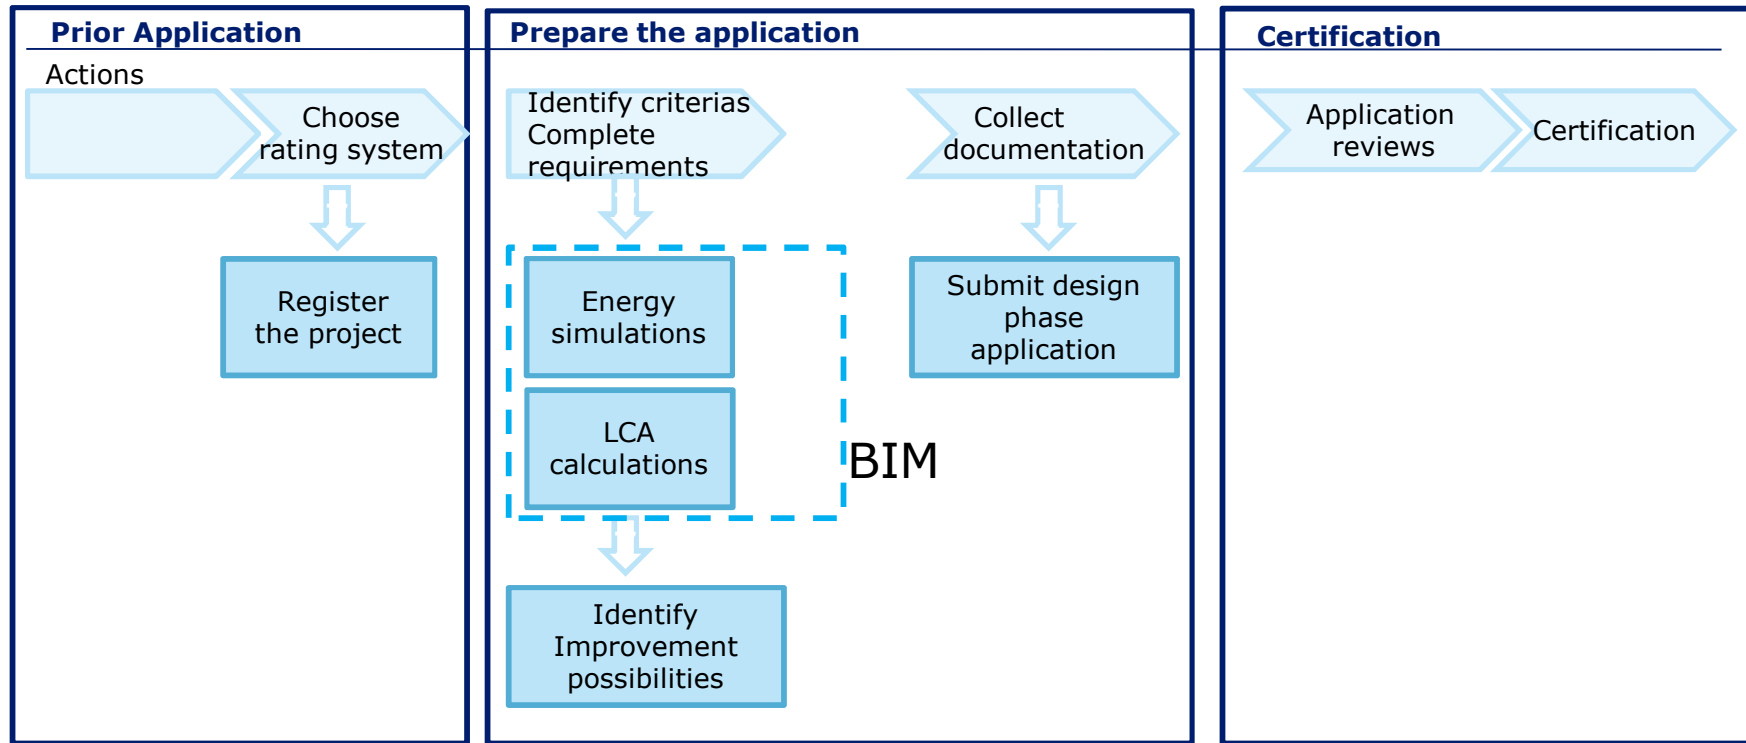 Prior Application
Actions
Choose
rating system
Register
the project
Prepare the application
Identify criterias
Complete
requirements
Energy
simulations
LCA
calculations
BIM
Identify
Improvement
possibilities
Collect
documentation
Submit design
phase
application
Certification
Application
reviews
Certification